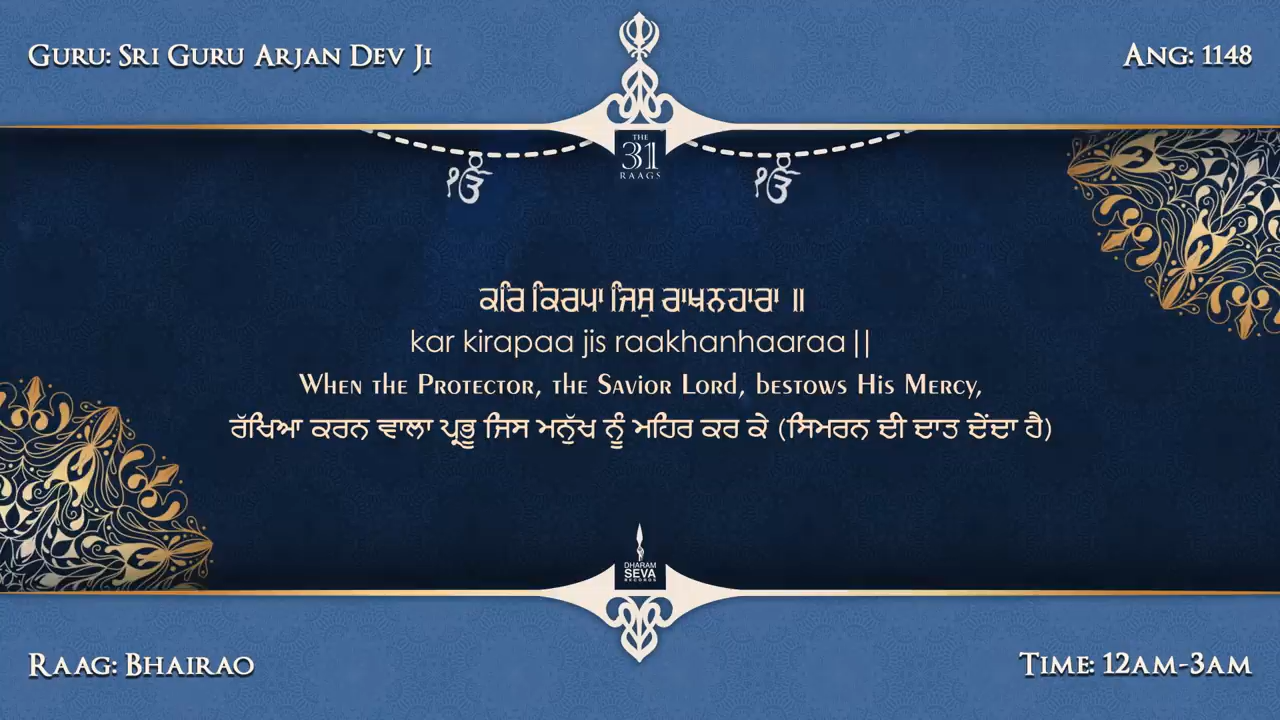 Guru: Sri Guru Arjan Dev Ji
Ang: 1148
THE
31
RAAGS
ੴ
ੴ
ਕਰਿ ਕਿਰਪਾ ਜਿਸੁ ਰਾਖਨਹਾਰਾ ॥
kar kirapaa jis raakhanhaaraa ||
When the Protector, the Savior Lord, bestows His Mercy,
ਰੱਖਿਆ ਕਰਨ ਵਾਲਾ ਪ੍ਰਭੂ ਜਿਸ ਮਨੁੱਖ ਨੂੰ ਮਹਿਰ ਕਰ ਕੇ (ਸਿਮਰਨ ਦੀ ਦਾਤ ਦੇਂਦਾ ਹੈ)
DHARAM
SEVA
RECORDS
Raag: Bhairao
Time: 12am-3am